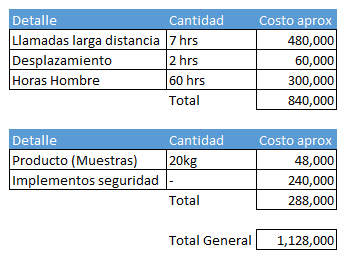 Detalle Cantidad Costo aprox
Llamadas larga distancia 7 hrs 480,000
Desplazamiento 2 hrs 60,000
Horas Hombre 60 hrs 300,000
Total 840,000
Detalle Cantidad Costo aprox
Producto (Muestras) 20kg 48,000
Implementos seguridad - 240,000
Total 288,000
Total General 1,128,000